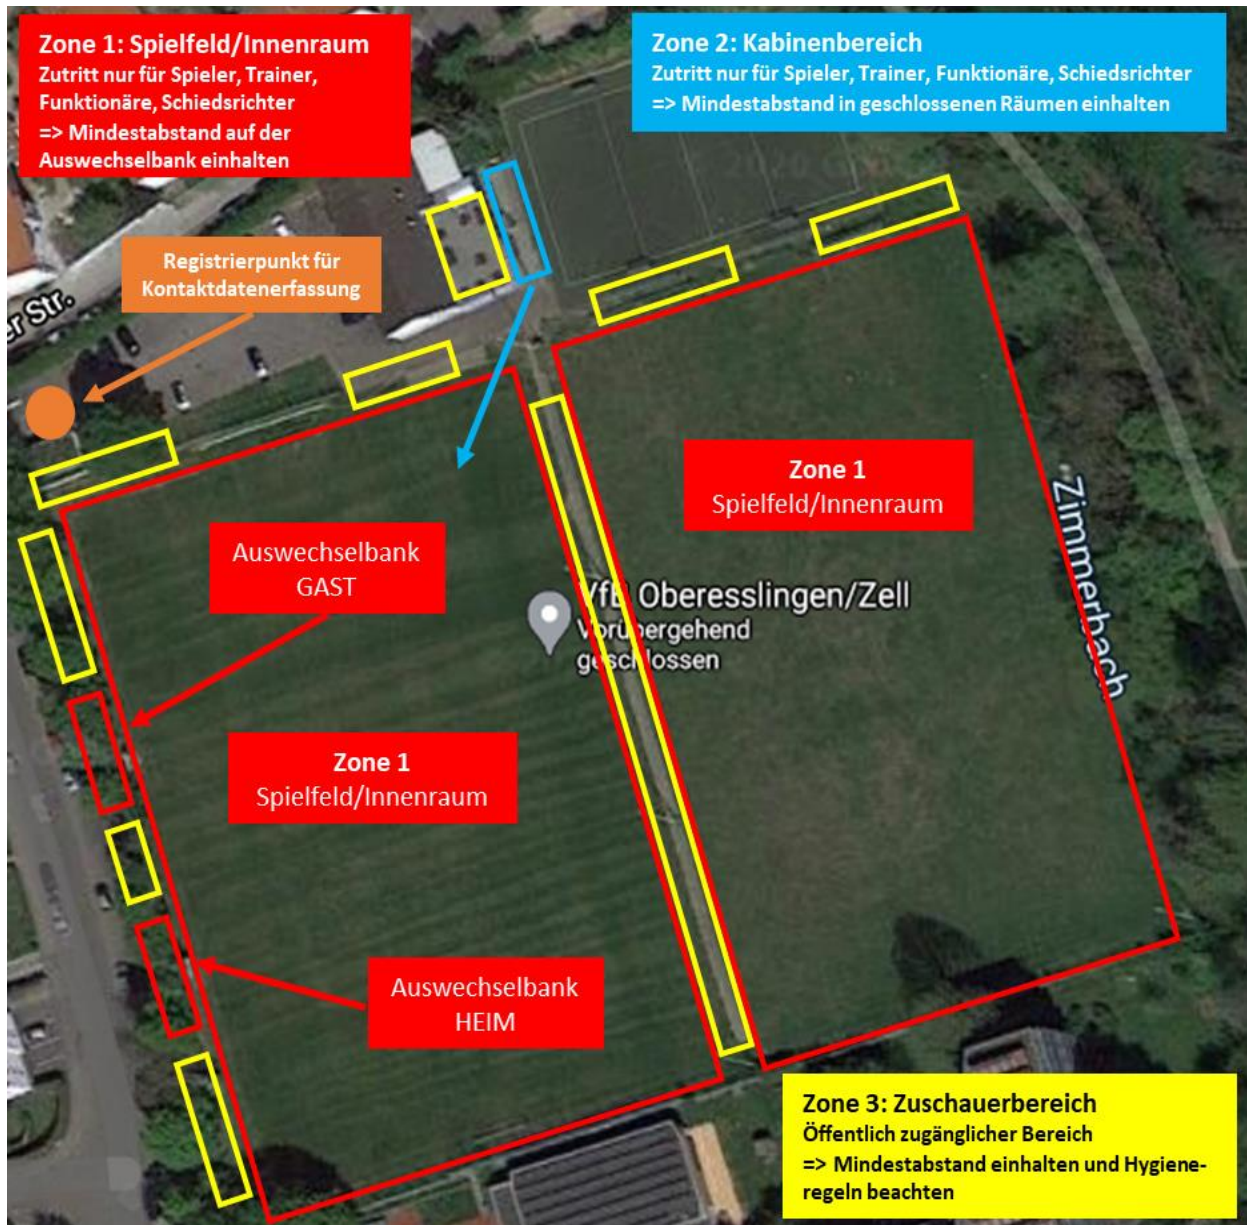 Zone 1: Spielfeld/Innenraum
Zutritt nur für Spieler, Trainer,
Funktionäre, Schiedsrichter
=> Mindestabstand auf der
Auswechselbank einhalten
Zone 2: Kabinenbereich
Zutritt nur für Spieler, Trainer, Funktionäre, Schiedsrichter
=> Mindestabstand in geschlossenen Räumen einhalten
Registrierpunkt für
Kontaktdatenerfassung
er Str.
Zone 1
Spielfeld/Innenraum
Zimmerbach
Auswechselbank
GAST
VfB Oberesslingen/Zell
Vorübergehend
geschlossen
Zone 1
Spielfeld/Innenraum
Auswechselbank
HEIM
Zone 3: Zuschauerbereich
Öffentlich zugänglicher Bereich
=> Mindestabstand einhalten und Hygiene-
regeln beachten